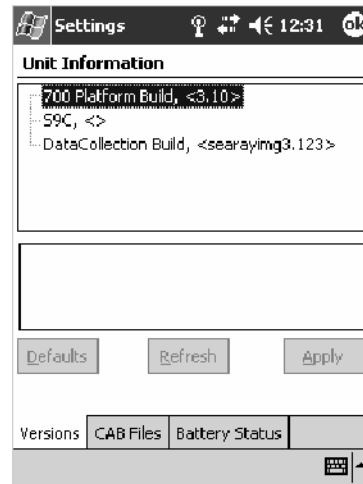 Settings 12:31 ok
Unit Information
700 Platform Build, <3.10>
S9C, <>
DataCollection Build, <searayimg3.123>
Defaults Refresh Apply
Versions CAB Files Battery Status